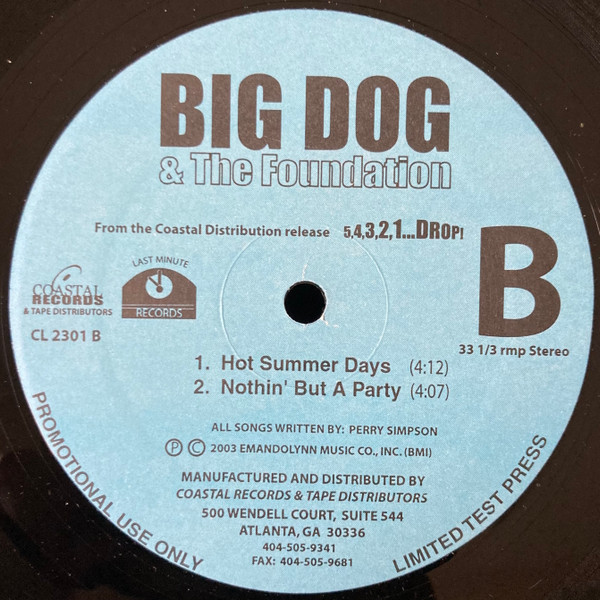 BIG DOG
& The Foundation
From the Coastal Distribution release 5,4,3,2,1...DROP!
B
COASTAL
RECORDS
& TAPE DISTRIBUTORS
LAST MINUTE
RECORDS
CL 2301 B
33 1/3 rmp Stereo
1. Hot Summer Days (4:12)
2. Nothin' But A Party (4:07)
ALL SONGS WRITTEN BY: PERRY SIMPSON
Ⓟ © 2003 EMANDOLYNN MUSIC CO., INC. (BMI)
MANUFACTURED AND DISTRIBUTED BY
COASTAL RECORDS & TAPE DISTRIBUTORS
500 WENDELL COURT, SUITE 544
ATLANTA, GA 30336
404-505-9341
FAX: 404-505-9681
PROMOTIONAL USE ONLY
LIMITED TEST PRESS